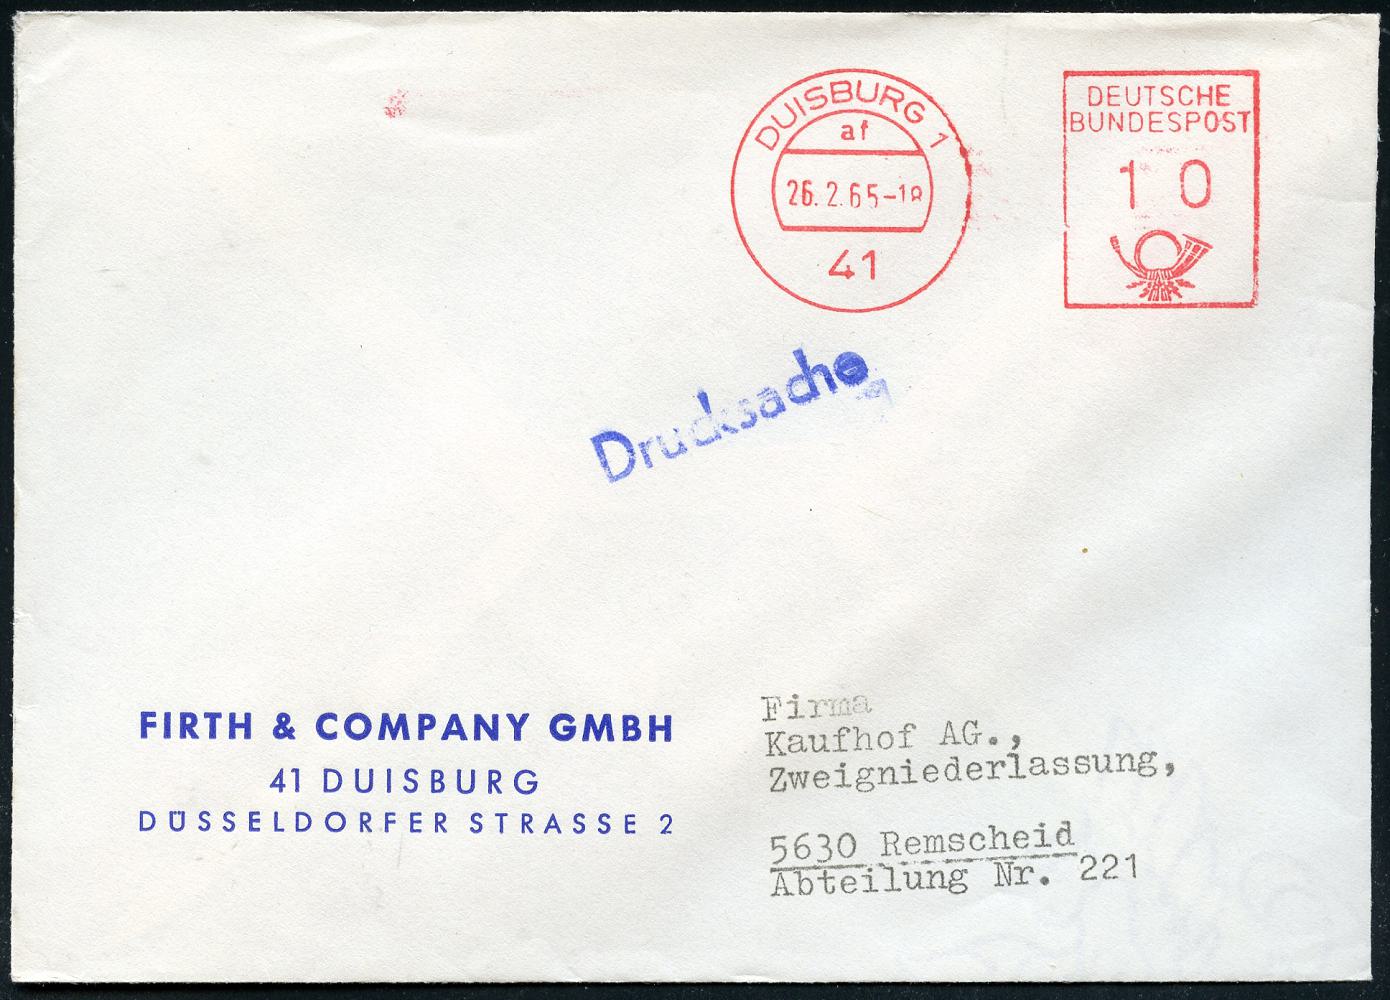 DUISBURG 1
af
26. 2. 65-18
41
DEUTSCHE
BUNDESPOST
10
Drucksache
FIRTH & COMPANY GMBH
41 DUISBURG
DÜSSELDORFER STRASSE 2
Firma
Kaufhof AG.,
Zweigniederlassung,
5630 Remscheid
Abteilung Nr. 221